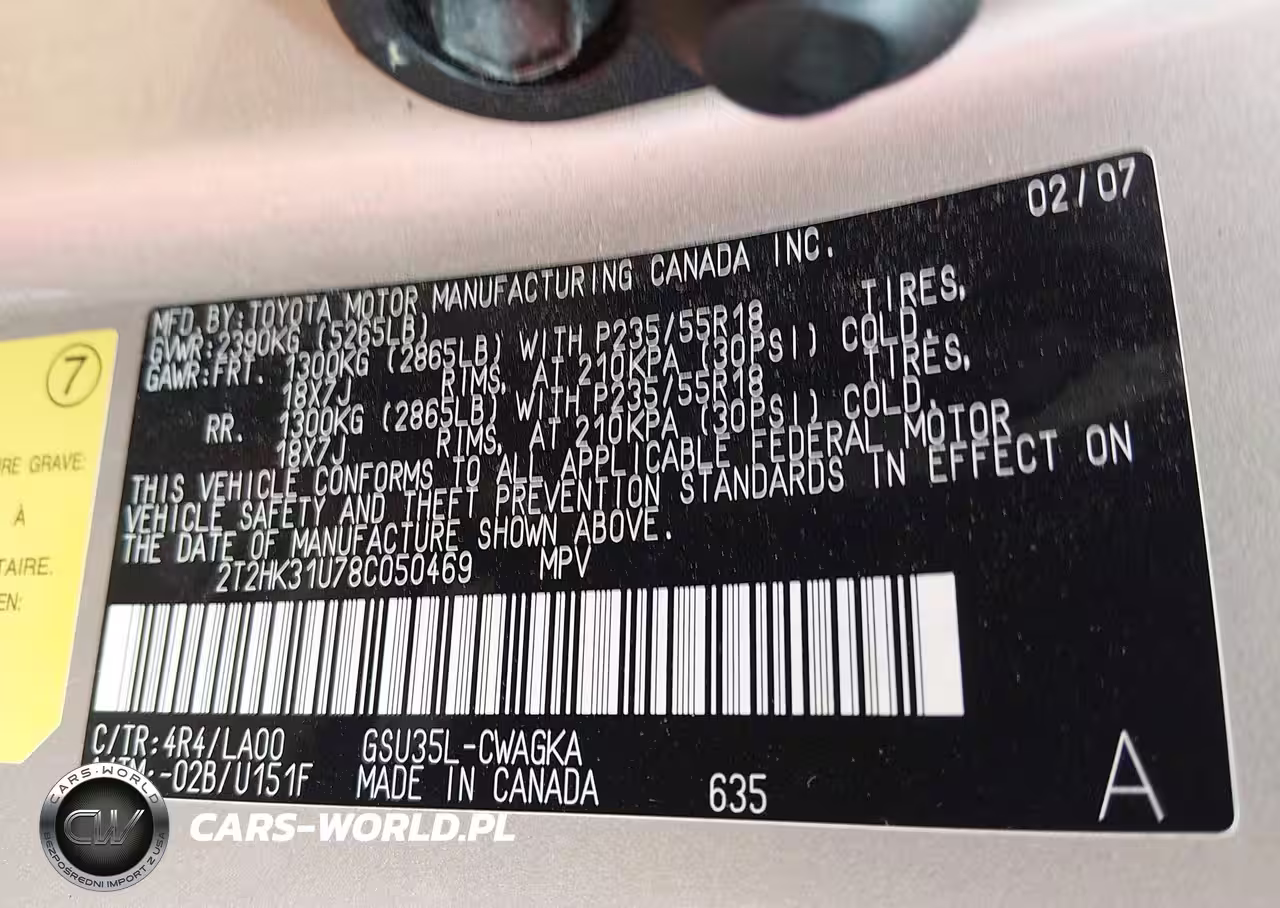 02/07
MFD. BY: TOYOTA MOTOR MANUFACTURING CANADA INC.
GVWR: 2390KG (5265LB)
GAWR: FRT. 1300KG (2865LB) WITH P235/55R18 TIRES,
18X7J RIMS, AT 210KPA (30PSI) COLD.
RR. 1300KG (2865LB) WITH P235/55R18 TIRES,
18X7J RIMS, AT 210KPA (30PSI) COLD.
THIS VEHICLE CONFORMS TO ALL APPLICABLE FEDERAL MOTOR
VEHICLE SAFETY AND THEFT PREVENTION STANDARDS IN EFFECT ON
THE DATE OF MANUFACTURE SHOWN ABOVE.
2T2HK31U78C050469 MPV
C/TR: 4R4/LA00 GSU35L-CWAGKA
-02B/U151F MADE IN CANADA 635
A
7
GRAVE:
À
CARS-WORLD
CW
BEZPOŚREDNI IMPORT Z USA
CARS-WORLD.PL